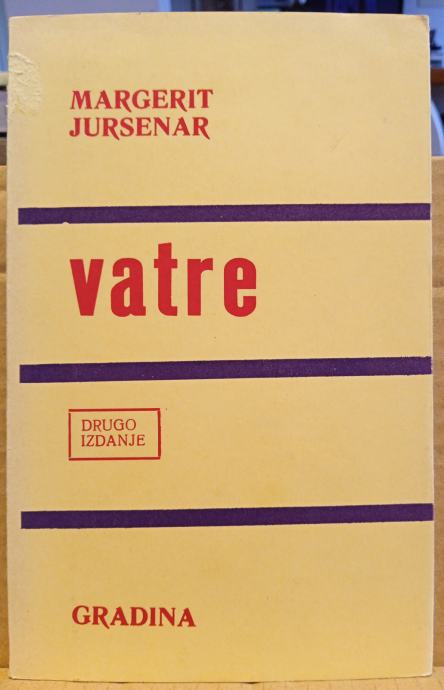 MARGERIT
JURSENAR
vatre
DRUGO
IZDANJE
GRADINA